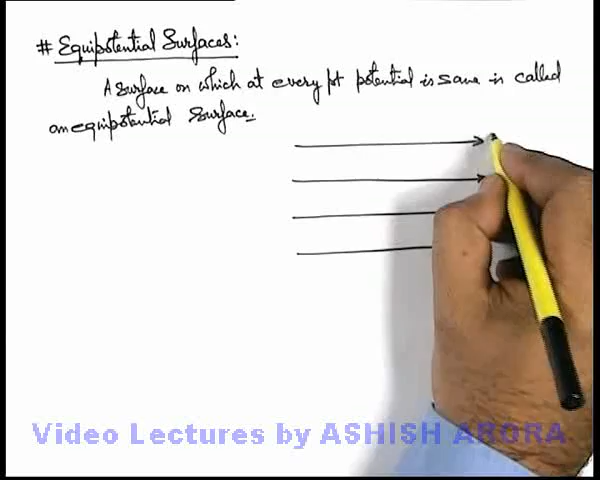 # Equipotential Surfaces:
A surface on which at every pt potential is same is called
an equipotential surface.
Video Lectures by ASHISH ARORA